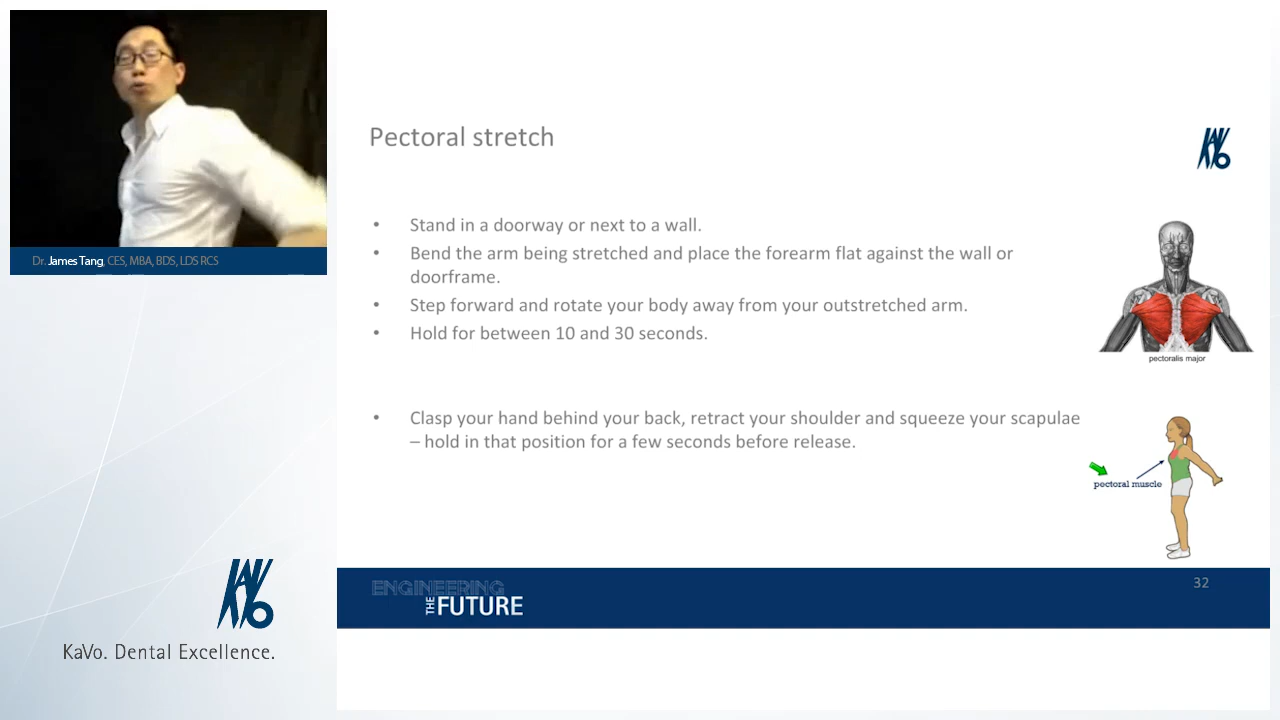 Dr. James Tang, CES, MBA, BDS, LDS RCS
KaVo. Dental Excellence.
Pectoral stretch
KAVO
• Stand in a doorway or next to a wall.
• Bend the arm being stretched and place the forearm flat against the wall or
doorframe.
• Step forward and rotate your body away from your outstretched arm.
• Hold for between 10 and 30 seconds.
pectoralis major
• Clasp your hand behind your back, retract your shoulder and squeeze your scapulae
– hold in that position for a few seconds before release.
pectoral muscle
ENGINEERING
THE FUTURE
32
KAVO